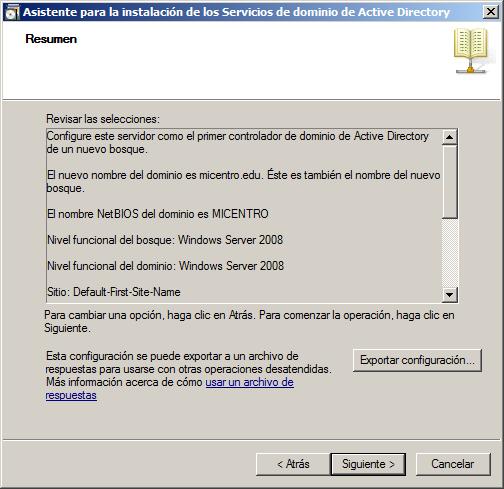 Asistente para la instalación de los Servicios de dominio de Active Directory
Resumen
Revisar las selecciones:
Configure este servidor como el primer controlador de dominio de Active Directory
de un nuevo bosque.
El nuevo nombre del dominio es micentro.edu. Éste es también el nombre del nuevo
bosque.
El nombre NetBIOS del dominio es MICENTRO
Nivel funcional del bosque: Windows Server 2008
Nivel funcional del dominio: Windows Server 2008
Sitio: Default-First-Site-Name
Para cambiar una opción, haga clic en Atrás. Para comenzar la operación, haga clic en
Siguiente.
Esta configuración se puede exportar a un archivo de
respuestas para usarse con otras operaciones desatendidas.
Más información acerca de cómo usar un archivo de
respuestas
Exportar configuración...
< Atrás
Siguiente >
Cancelar